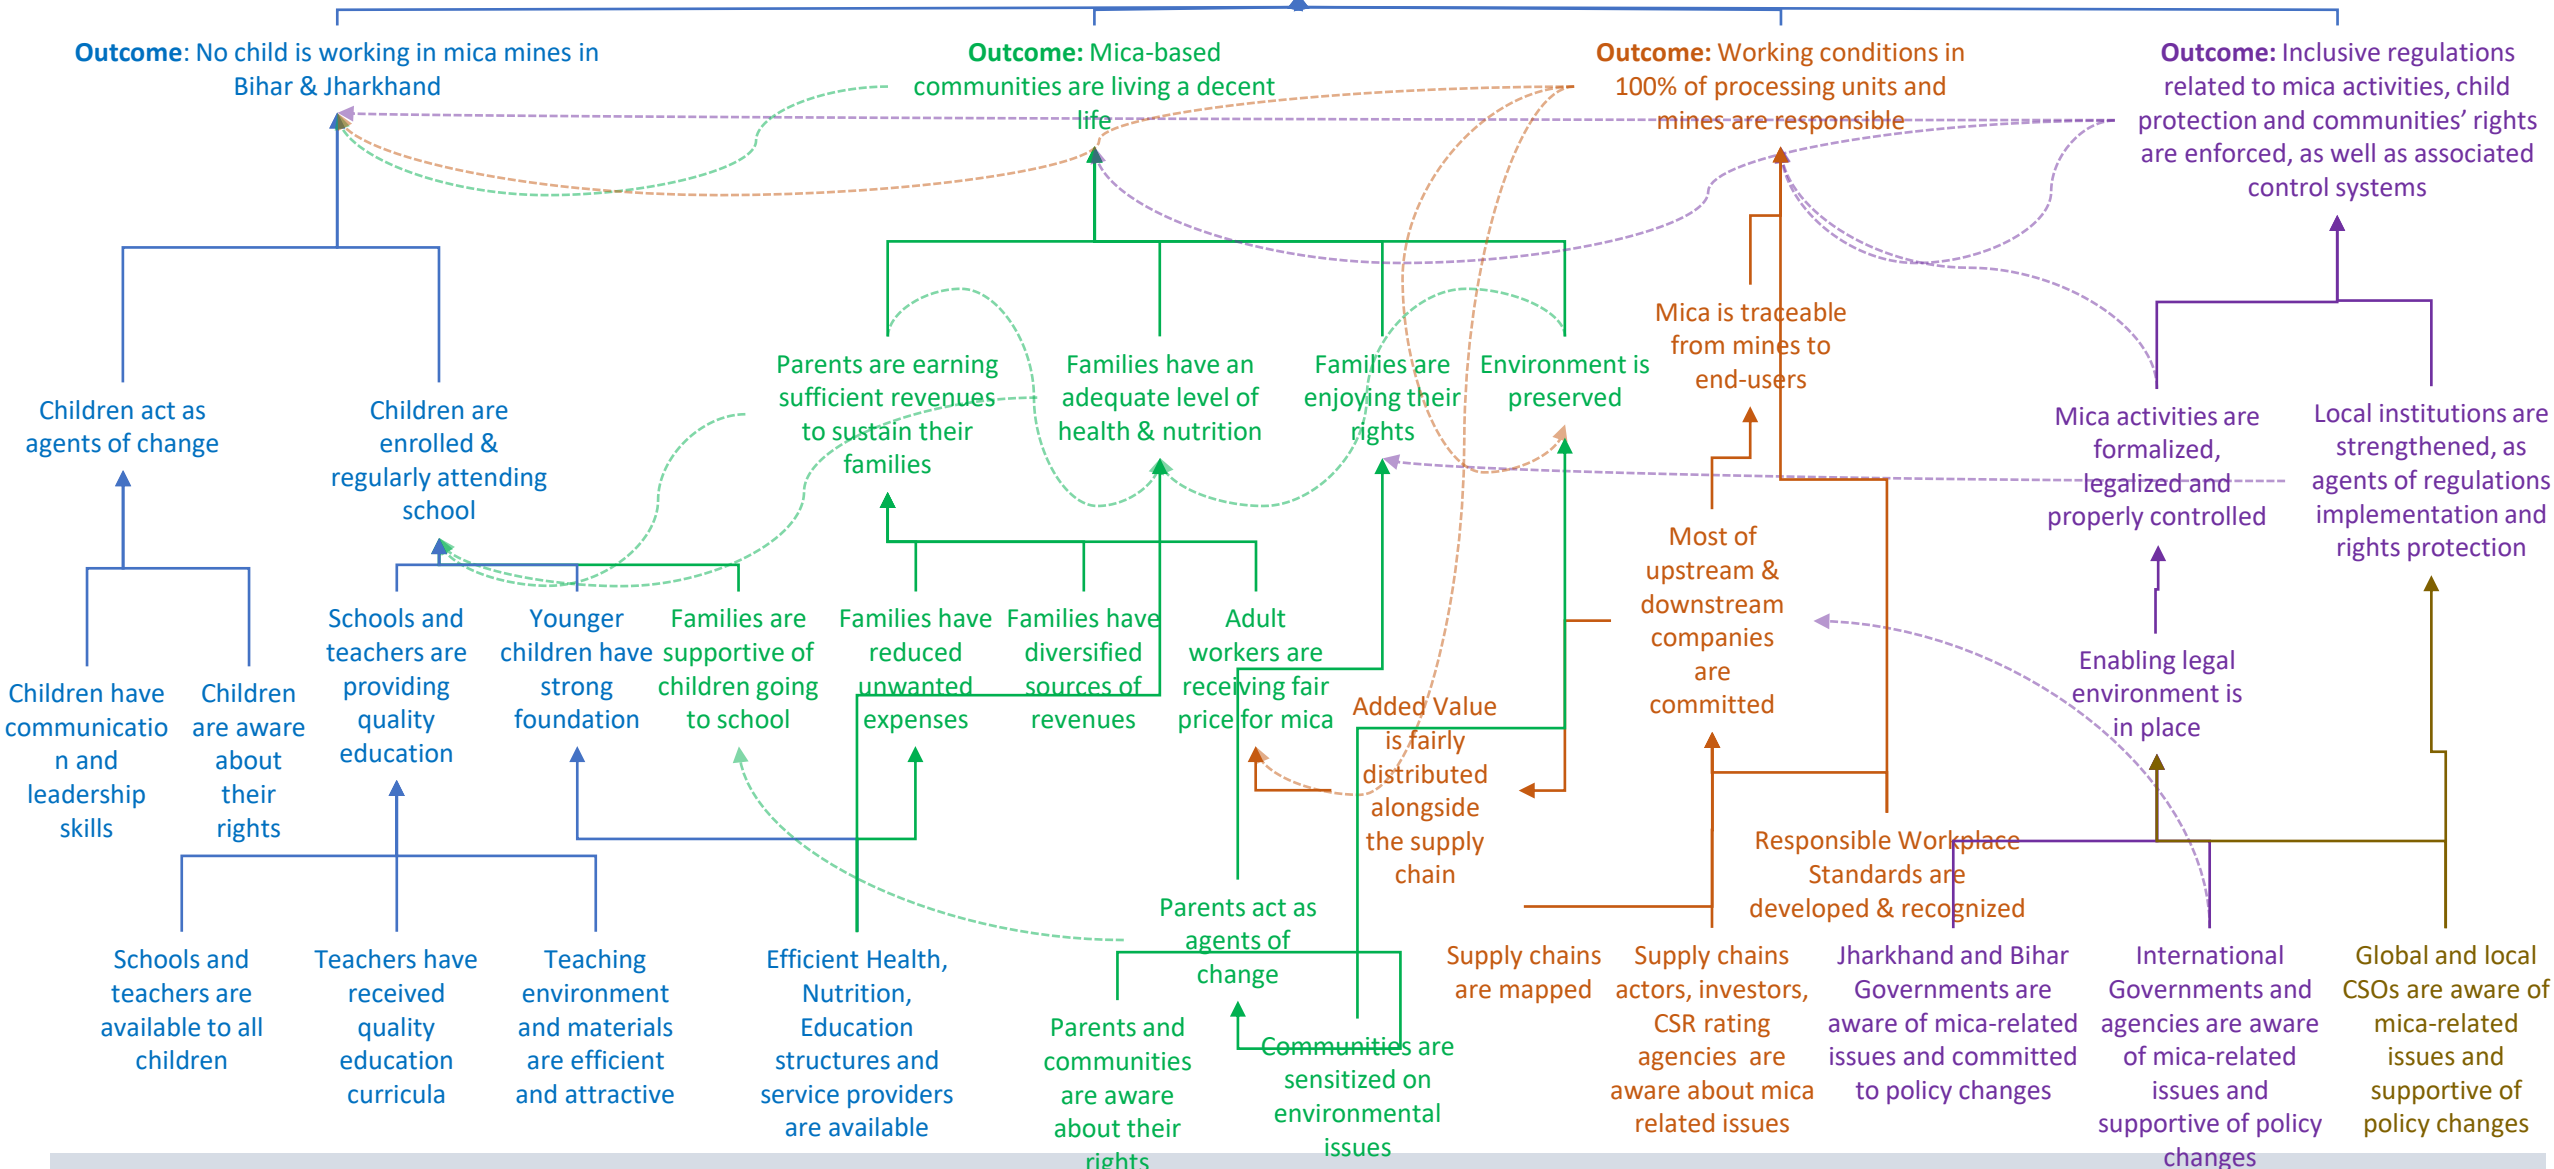 Outcome: No child is working in mica mines in
Bihar & Jharkhand
Outcome: Mica-based
communities are living a decent
life
Outcome: Working conditions in
100% of processing units and
mines are responsible
Outcome: Inclusive regulations
related to mica activities, child
protection and communities’ rights
are enforced, as well as associated
control systems
Children act as
agents of change
Children are
enrolled &
regularly attending
school
Parents are earning
sufficient revenues
to sustain their
families
Families have an
adequate level of
health & nutrition
Families are
enjoying their
rights
Environment is
preserved
Mica is traceable
from mines to
end-users
Mica activities are
formalized,
legalized and
properly controlled
Local institutions are
strengthened, as
agents of regulations
implementation and
rights protection
Most of
upstream &
downstream
companies
are
committed
Children have
communicatio
n and
leadership
skills
Children
are aware
about
their
rights
Schools and
teachers are
providing
quality
education
Younger
children have
strong
foundation
Families are
supportive of
children going
to school
Families have
reduced
unwanted
expenses
Families have
diversified
sources of
revenues
Adult
workers are
receiving fair
price for mica
Added Value
is fairly
distributed
alongside
the supply
chain
Enabling legal
environment is
in place
Responsible Workplace
Standards are
developed & recognized
Parents act as
agents of
change
Schools and
teachers are
available to all
children
Teachers have
received
quality
education
curricula
Teaching
environment
and materials
are efficient
and attractive
Efficient Health,
Nutrition,
Education
structures and
service providers
are available
Parents and
communities
are aware
about their
rights
Communities are
sensitized on
environmental
issues
Supply chains
are mapped
Supply chains
actors, investors,
CSR rating
agencies are
aware about mica
related issues
Jharkhand and Bihar
Governments are
aware of mica-related
issues and committed
to policy changes
International
Governments and
agencies are aware
of mica-related
issues and
supportive of policy
changes
Global and local
CSOs are aware of
mica-related
issues and
supportive of
policy changes